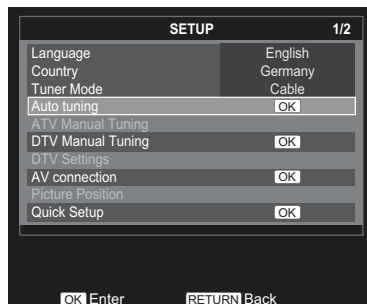 SETUP 1/2
Language English
Country Germany
Tuner Mode Cable
Auto tuning OK
ATV Manual Tuning
DTV Manual Tuning OK
DTV Settings
AV connection OK
Picture Position
Quick Setup OK
OK Enter RETURN Back